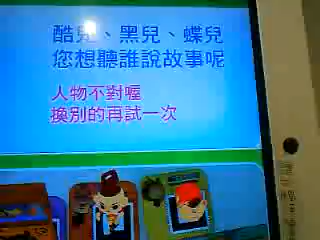 酷兒、黑兒、蝶兒
您想聽誰說故事呢
人物不對喔
換別的再試一次